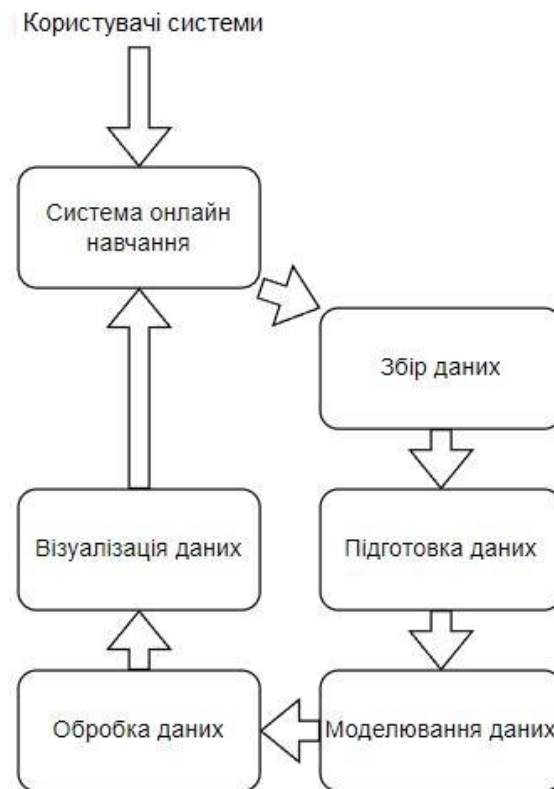 Користувачі системи
Система онлайн
навчання
Збір даних
Підготовка даних
Моделювання даних
Обробка даних
Візуалізація даних